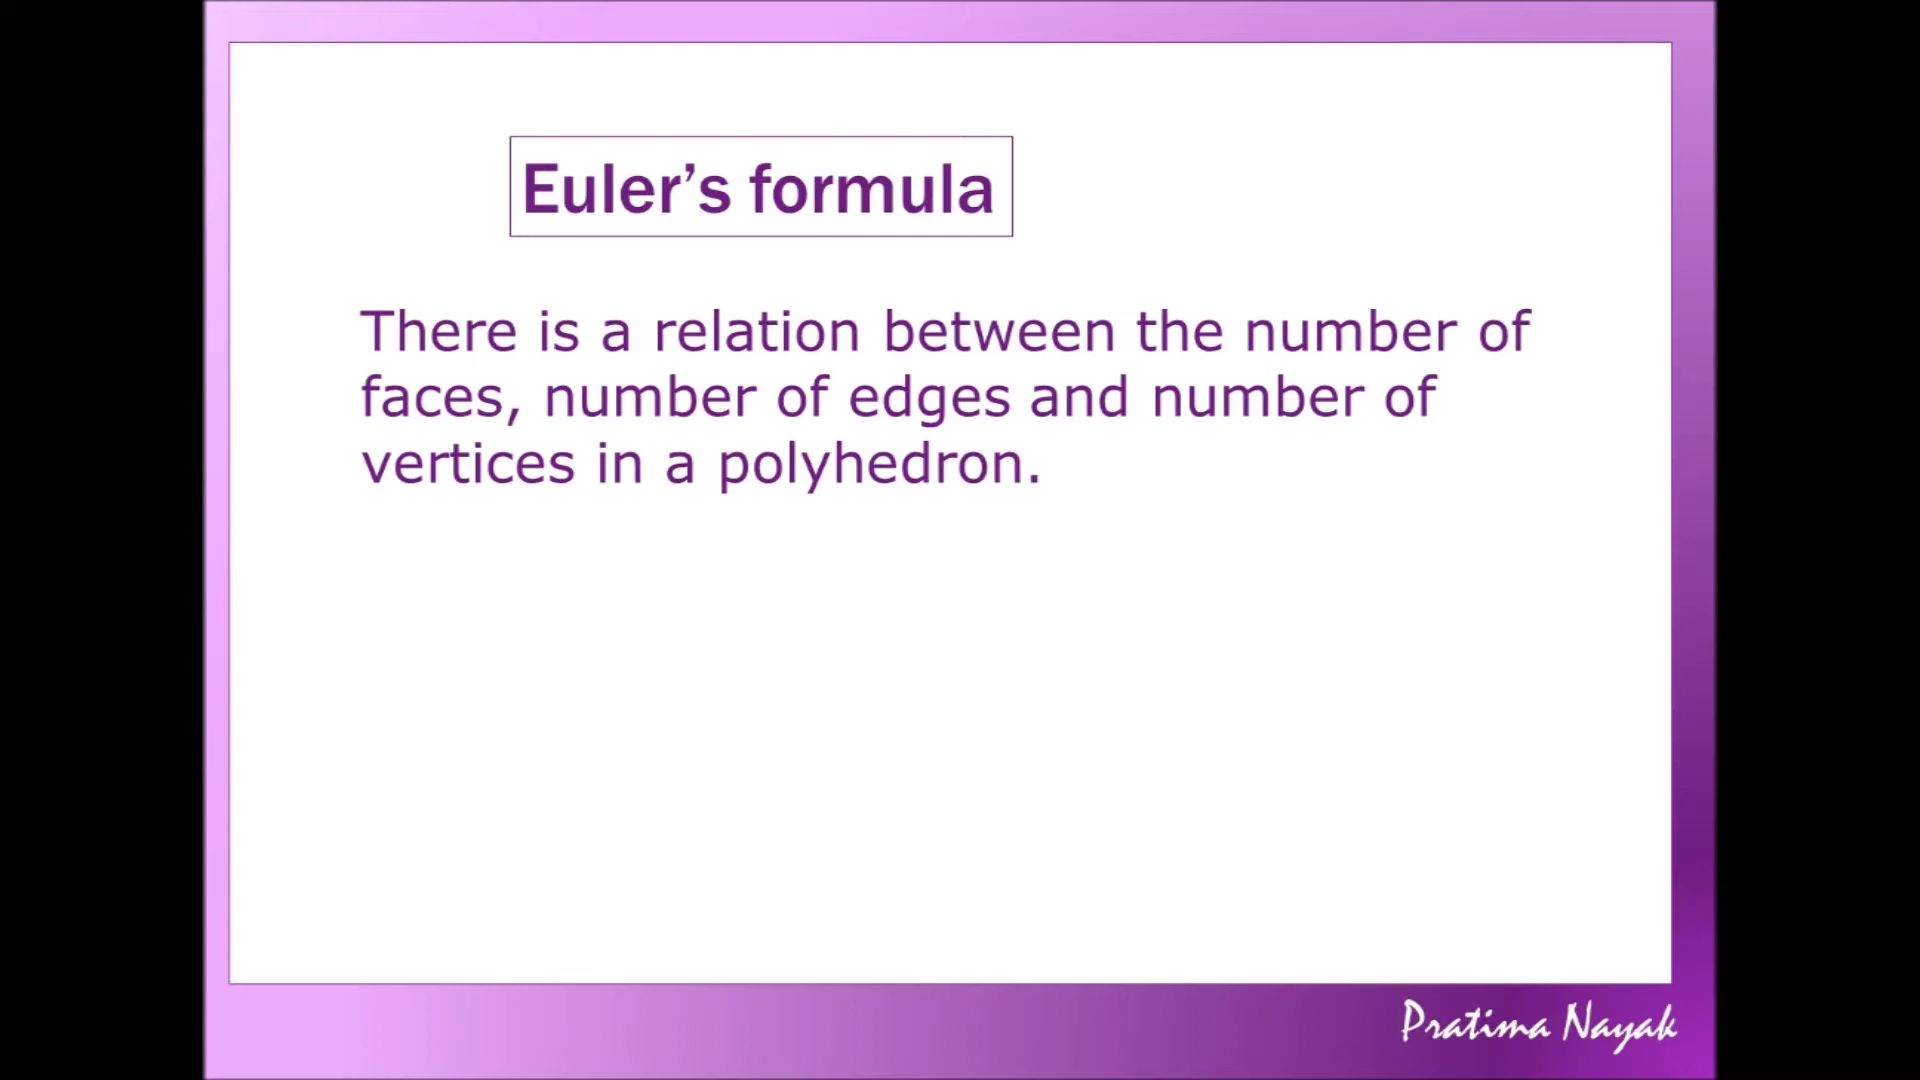 Euler’s formula
There is a relation between the number of
faces, number of edges and number of
vertices in a polyhedron.
Pratima Nayak